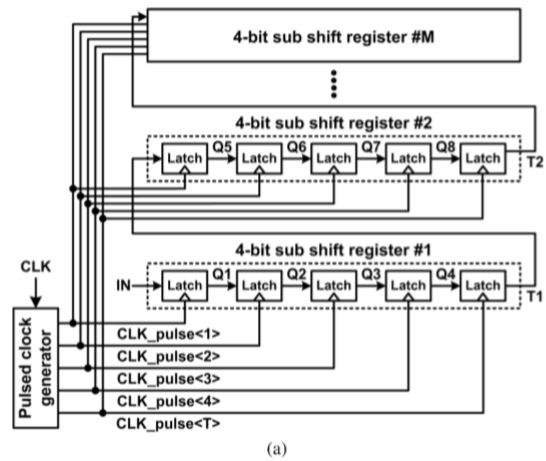 4-bit sub shift register #M
4-bit sub shift register #2
Q5 Q6 Q7 Q8
Latch Latch Latch Latch Latch
T2
4-bit sub shift register #1
CLK
Q1 Q2 Q3 Q4
IN Latch Latch Latch Latch Latch
T1
Pulsed clock
generator
CLK_pulse<1>
CLK_pulse<2>
CLK_pulse<3>
CLK_pulse<4>
CLK_pulse<T>
(a)